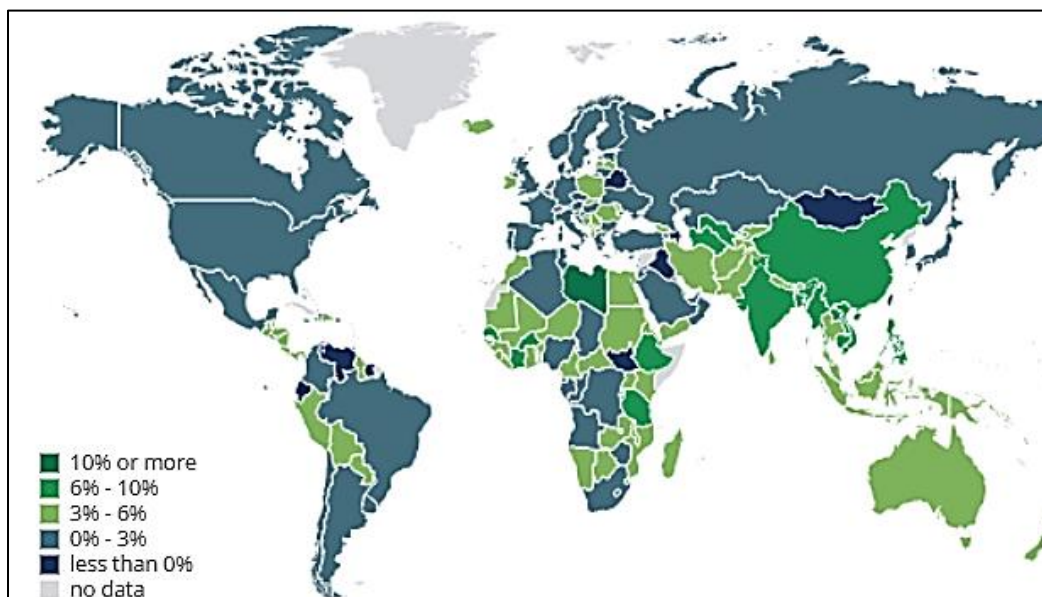 10% or more
6% - 10%
3% - 6%
0% - 3%
less than 0%
no data